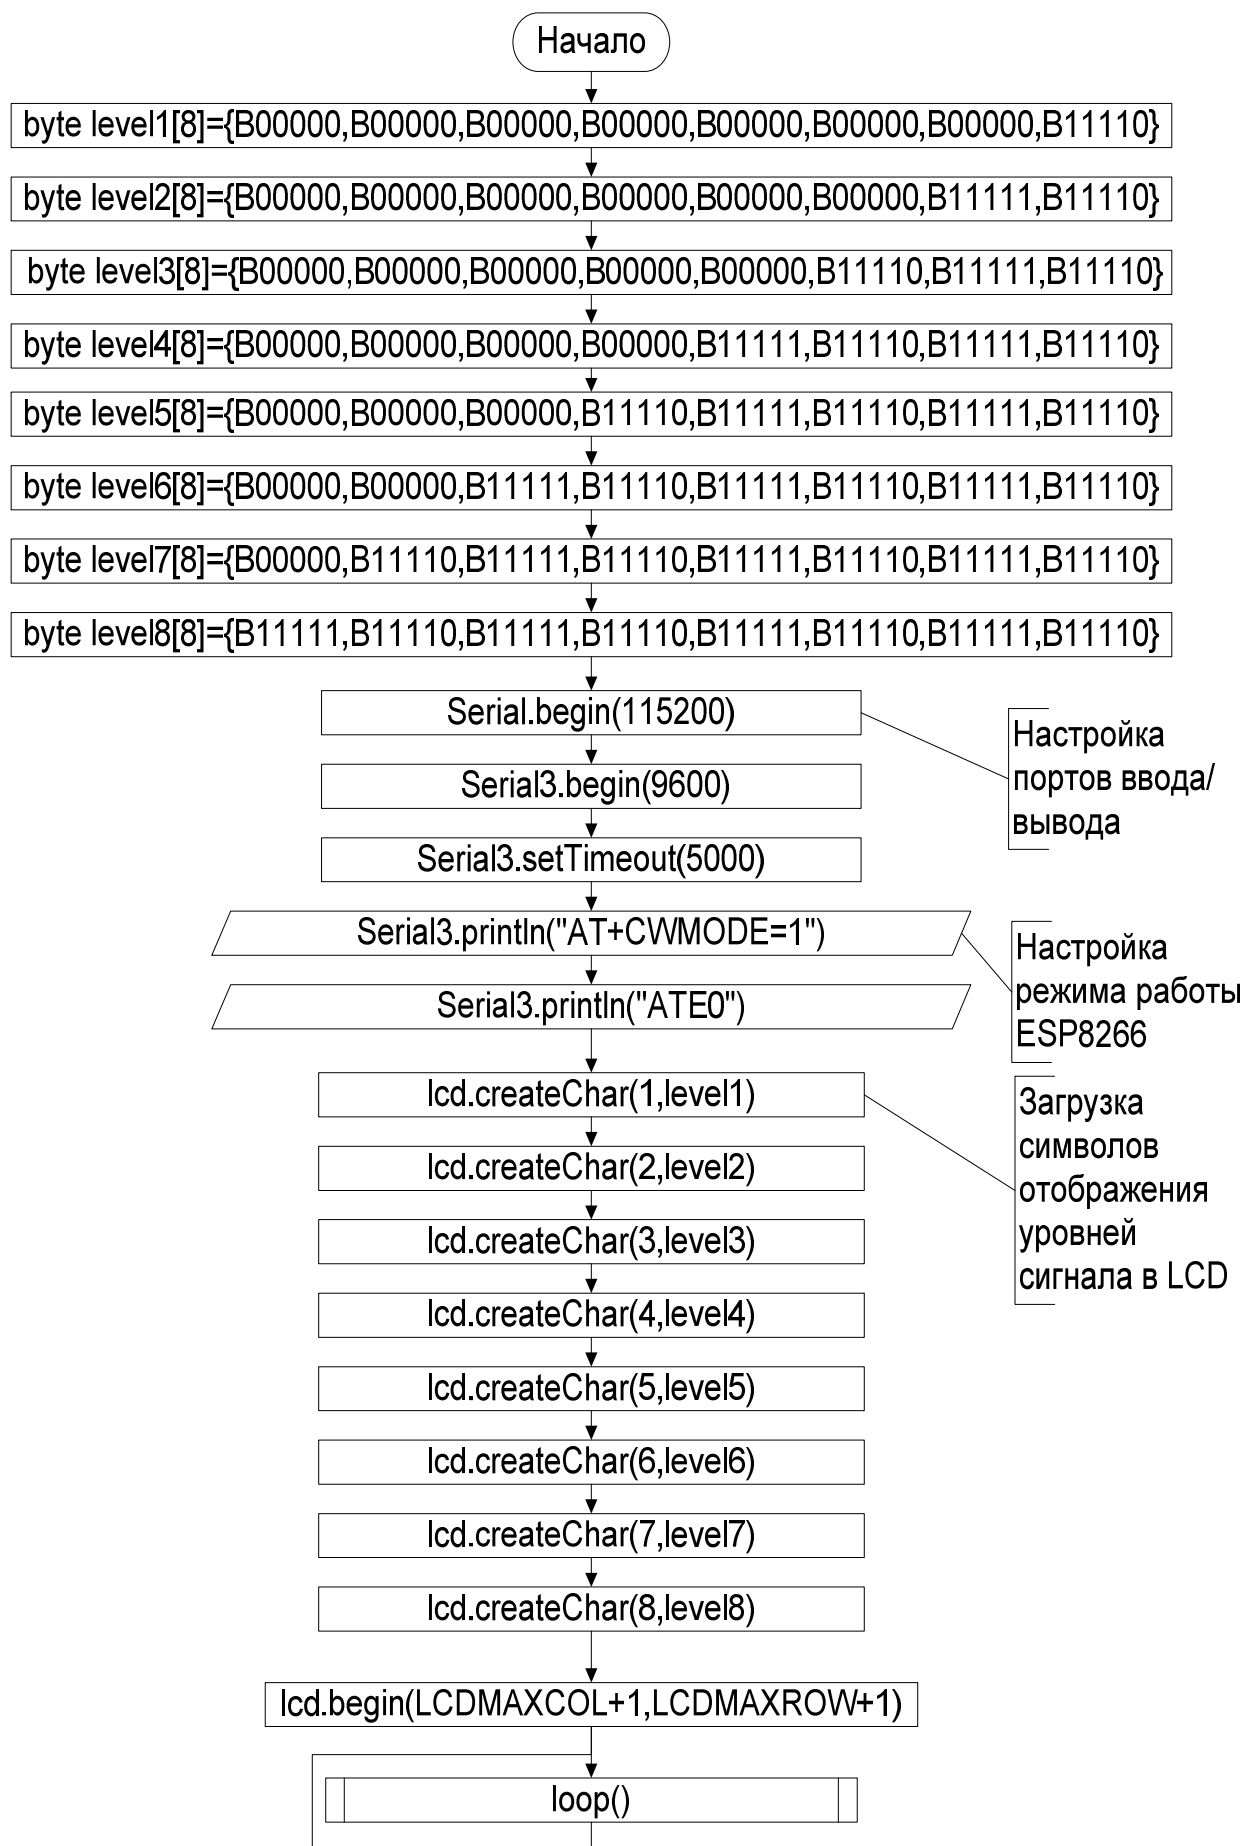 Начало
byte level1[8]={B00000,B00000,B00000,B00000,B00000,B00000,B00000,B11110}
byte level2[8]={B00000,B00000,B00000,B00000,B00000,B00000,B11111,B11110}
byte level3[8]={B00000,B00000,B00000,B00000,B00000,B11110,B11111,B11110}
byte level4[8]={B00000,B00000,B00000,B00000,B11111,B11110,B11111,B11110}
byte level5[8]={B00000,B00000,B00000,B11110,B11111,B11110,B11111,B11110}
byte level6[8]={B00000,B00000,B11111,B11110,B11111,B11110,B11111,B11110}
byte level7[8]={B00000,B11110,B11111,B11110,B11111,B11110,B11111,B11110}
byte level8[8]={B11111,B11110,B11111,B11110,B11111,B11110,B11111,B11110}
Serial.begin(115200)
Настройка
портов ввода/
вывода
Serial3.begin(9600)
Serial3.setTimeout(5000)
Serial3.println("AT+CWMODE=1")
Настройка
режима работы
ESP8266
Serial3.println("ATE0")
lcd.createChar(1,level1)
Загрузка
символов
отображения
уровней
сигнала в LCD
lcd.createChar(2,level2)
lcd.createChar(3,level3)
lcd.createChar(4,level4)
lcd.createChar(5,level5)
lcd.createChar(6,level6)
lcd.createChar(7,level7)
lcd.createChar(8,level8)
lcd.begin(LCDMAXCOL+1,LCDMAXROW+1)
loop()